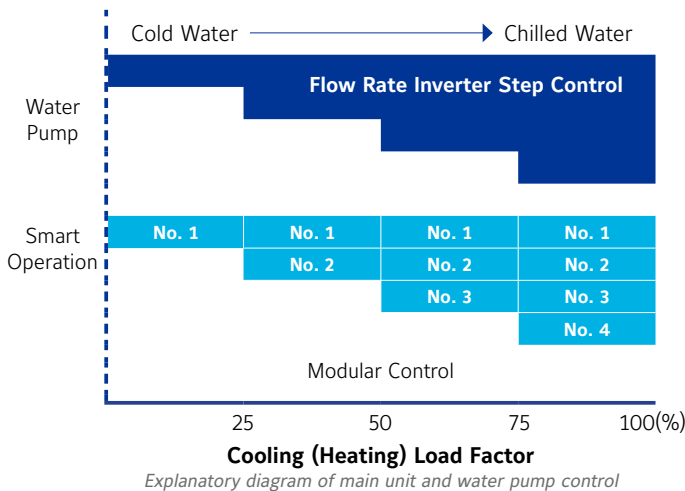 Cold Water Chilled Water
Flow Rate Inverter Step Control
Water
Pump
Smart
Operation
No. 1 No. 1 No. 1 No. 1
No. 2 No. 2 No. 2
No. 3 No. 3
No. 4
Modular Control
25 50 75 100(%)
Cooling (Heating) Load Factor
Explanatory diagram of main unit and water pump control